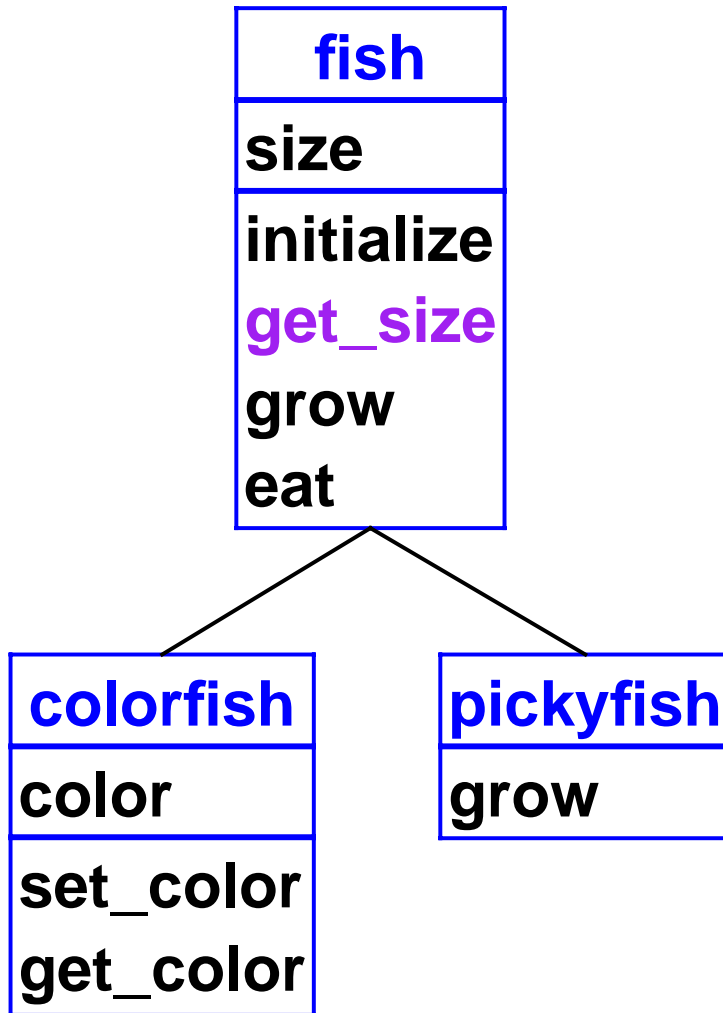 fish
size
initialize
get_size
grow
eat
colorfish
color
set_color
get_color
pickyfish
grow